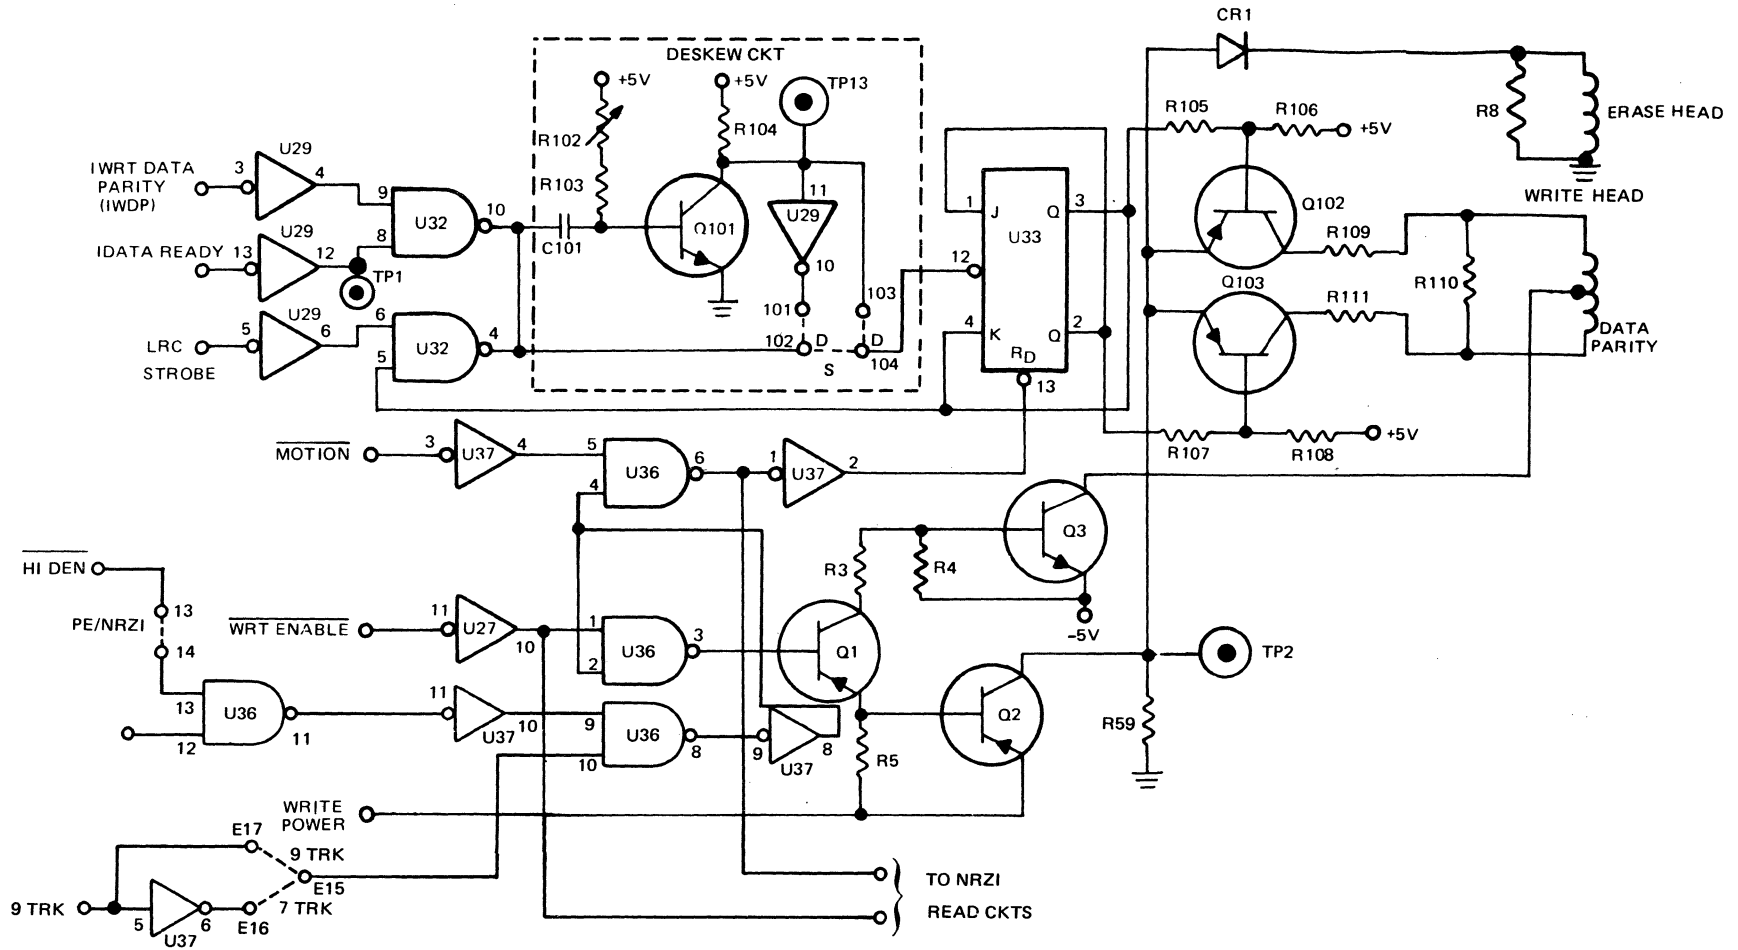 CR1
DESKEW CKT
+5V
+5V
TP13
R102
R104
R103
R105
R106
+5V
R8
ERASE HEAD
IWRT DATA
PARITY
(IWDP)
3
U29
4
9
U32
10
8
C101
Q101
11
U29
10
IDATA READY
13
U29
12
TP1
101
103
102
D
D
104
S
LRC
STROBE
5
U29
6
6
5
U32
4
1
J
Q
3
U33
12
4
K
Q
2
RD
13
WRITE HEAD
Q102
R109
R110
Q103
R111
DATA
PARITY
R107
R108
+5V
MOTION
3
U37
4
5
4
U36
6
1
U37
2
Q3
R3
R4
-5V
HI DEN
13
PE/NRZI
14
WRT ENABLE
11
U27
10
1
2
U36
3
Q1
TP2
13
12
U36
11
11
U37
10
9
10
U36
8
9
U37
8
R5
Q2
R59
WRITE
POWER
E17
9 TRK
E15
7 TRK
E16
9 TRK
5
U37
6
TO NRZI
READ CKTS